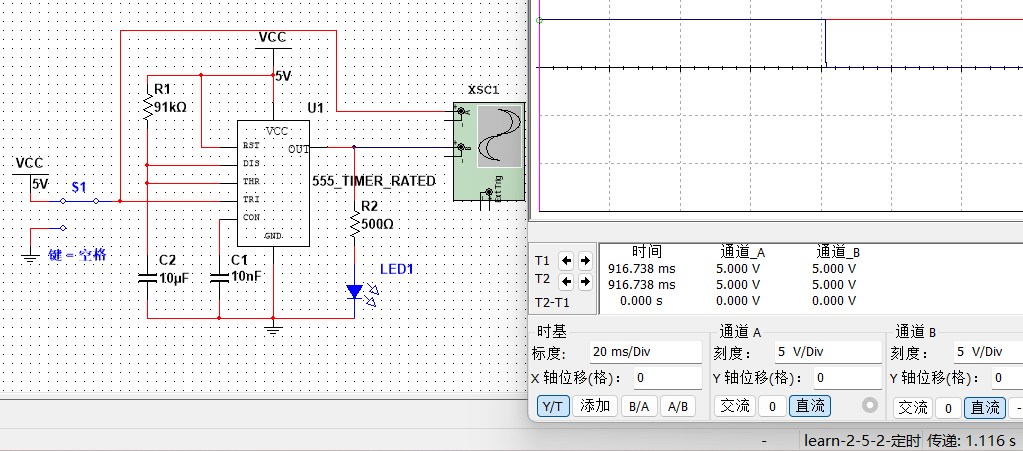 VCC
5V
R1
91kΩ
U1
VCC
RST
DIS
THR
TRI
CON
OUT
GND
555_TIMER_RATED
XSC1
A
B
Ext Trig
VCC
5V
S1
键 = 空格
R2
500Ω
C2
10µF
C1
10nF
LED1
时间 通道_A 通道_B
T1 916.738 ms 5.000 V 5.000 V
T2 916.738 ms 5.000 V 5.000 V
T2-T1 0.000 s 0.000 V 0.000 V
时基 通道 A 通道 B
标度: 20 ms/Div 刻度: 5 V/Div 刻度: 5 V/Div
X 轴位移(格): 0 Y 轴位移(格): 0 Y 轴位移(格): 0
Y/T 添加 B/A A/B 交流 0 直流 交流 0 直流 -
- learn-2-5-2-定时 传递: 1.116 s